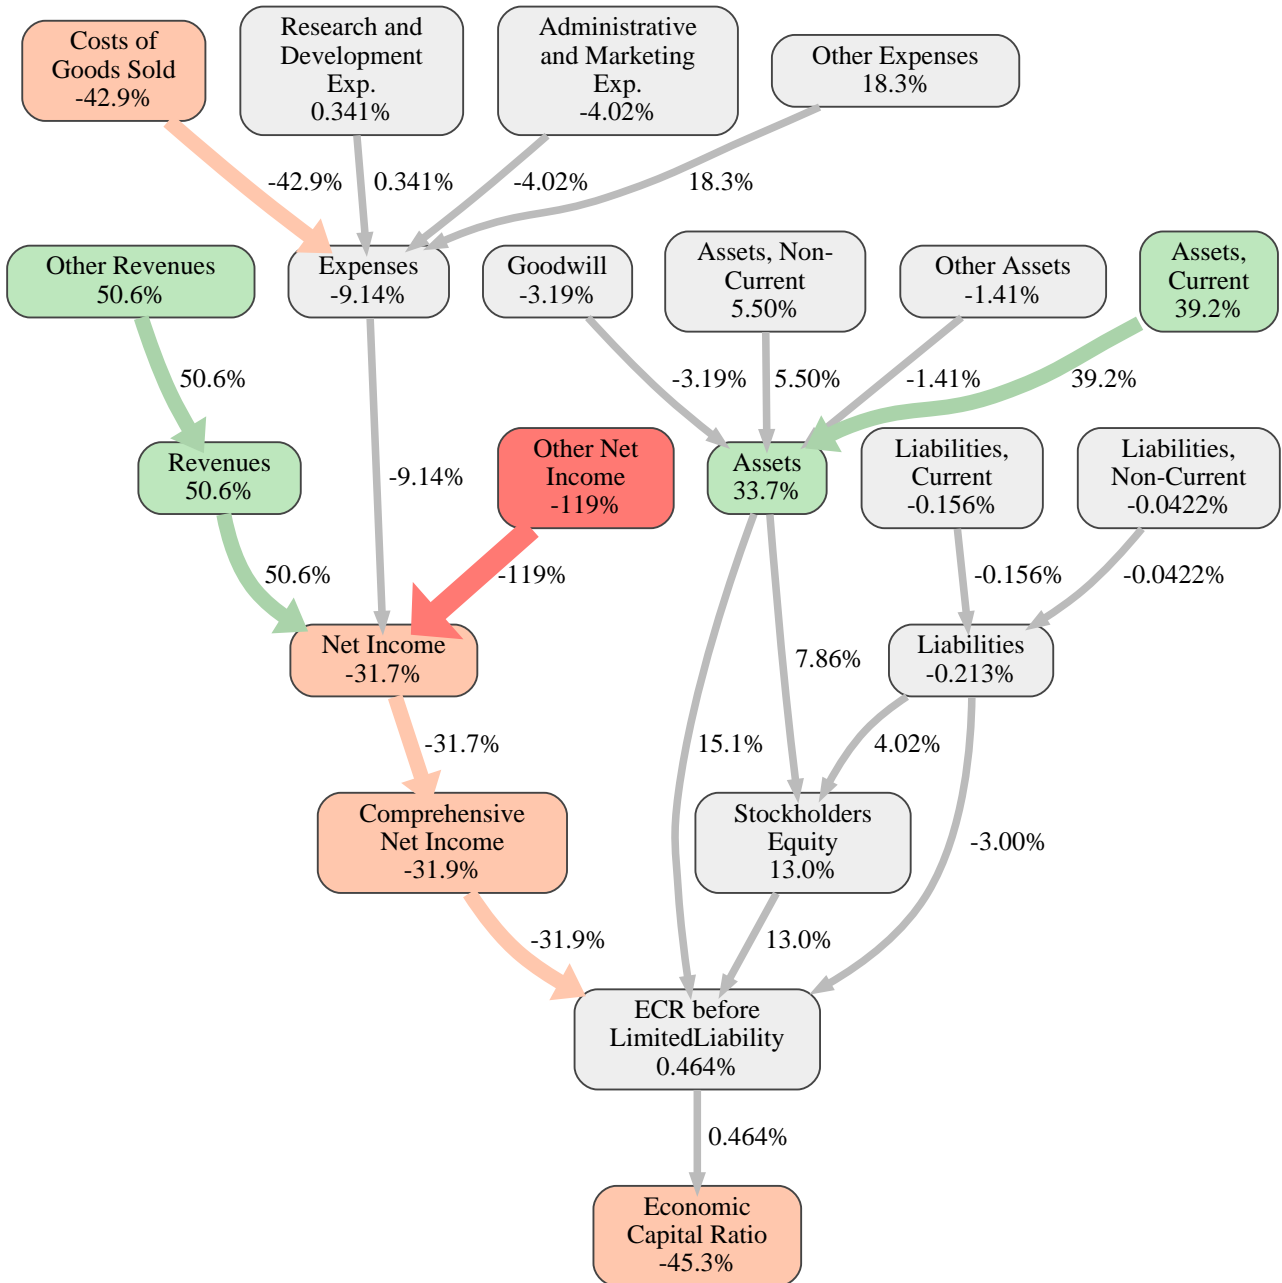 Costs of
Goods Sold
-42.9%
Research and
Development
Exp.
0.341%
Administrative
and Marketing
Exp.
-4.02%
Other Expenses
18.3%
-42.9%
0.341%
-4.02%
18.3%
Other Revenues
50.6%
Expenses
-9.14%
Goodwill
-3.19%
Assets, Non-
Current
5.50%
Other Assets
-1.41%
Assets,
Current
39.2%
50.6%
-3.19%
5.50%
-1.41%
39.2%
Revenues
50.6%
-9.14%
Other Net
Income
-119%
Assets
33.7%
Liabilities,
Current
-0.156%
Liabilities,
Non-Current
-0.0422%
50.6%
-119%
-0.156%
-0.0422%
Net Income
-31.7%
7.86%
Liabilities
-0.213%
-31.7%
15.1%
4.02%
Comprehensive
Net Income
-31.9%
Stockholders
Equity
13.0%
-3.00%
-31.9%
13.0%
ECR before
LimitedLiability
0.464%
0.464%
Economic
Capital Ratio
-45.3%